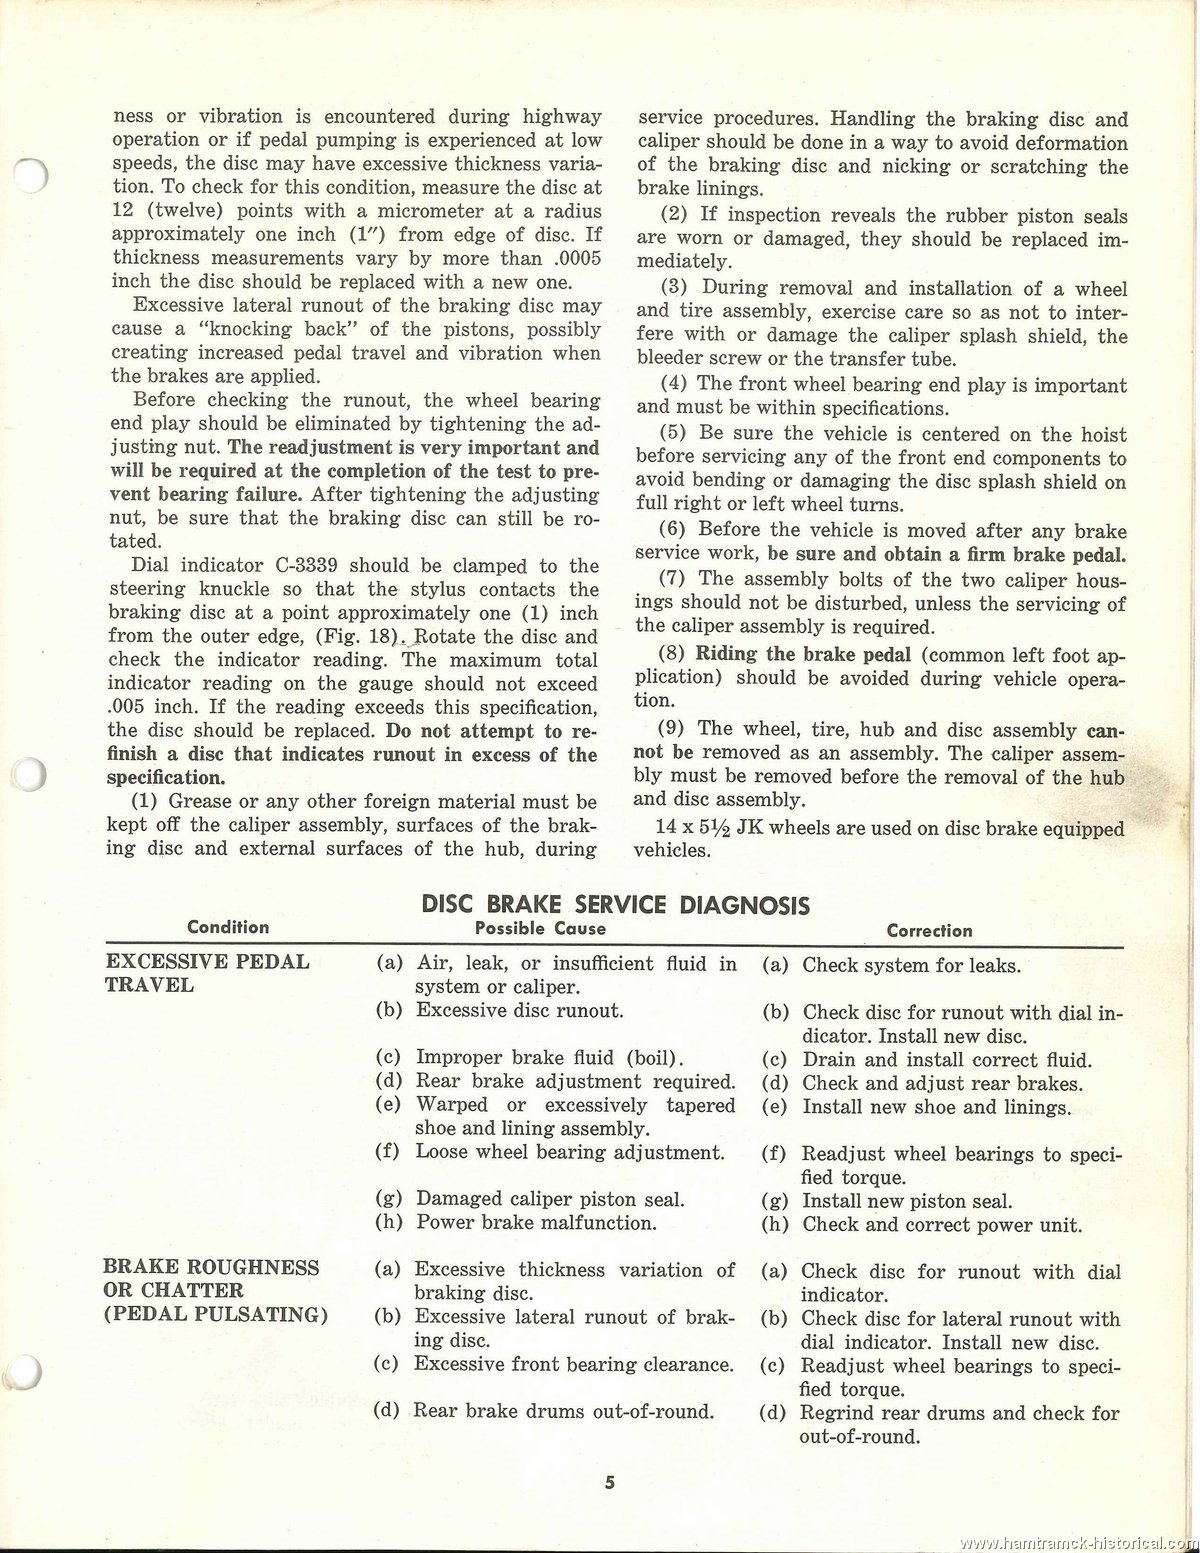 ness or vibration is encountered during highway
operation or if pedal pumping is experienced at low
speeds, the disc may have excessive thickness varia-
tion. To check for this condition, measure the disc at
12 (twelve) points with a micrometer at a radius
approximately one inch (1″) from edge of disc. If
thickness measurements vary by more than .0005
inch the disc should be replaced with a new one.
Excessive lateral runout of the braking disc may
cause a “knocking back” of the pistons, possibly
creating increased pedal travel and vibration when
the brakes are applied.
Before checking the runout, the wheel bearing
end play should be eliminated by tightening the ad-
justing nut. The readjustment is very important and
will be required at the completion of the test to pre-
vent bearing failure. After tightening the adjusting
nut, be sure that the braking disc can still be ro-
tated.
Dial indicator C-3339 should be clamped to the
steering knuckle so that the stylus contacts the
braking disc at a point approximately one (1) inch
from the outer edge, (Fig. 18). Rotate the disc and
check the indicator reading. The maximum total
indicator reading on the gauge should not exceed
.005 inch. If the reading exceeds this specification,
the disc should be replaced. Do not attempt to re-
finish a disc that indicates runout in excess of the
specification.
(1) Grease or any other foreign material must be
kept off the caliper assembly, surfaces of the brak-
ing disc and external surfaces of the hub, during
service procedures. Handling the braking disc and
caliper should be done in a way to avoid deformation
of the braking disc and nicking or scratching the
brake linings.
(2) If inspection reveals the rubber piston seals
are worn or damaged, they should be replaced im-
mediately.
(3) During removal and installation of a wheel
and tire assembly, exercise care so as not to inter-
fere with or damage the caliper splash shield, the
bleeder screw or the transfer tube.
(4) The front wheel bearing end play is important
and must be within specifications.
(5) Be sure the vehicle is centered on the hoist
before servicing any of the front end components to
avoid bending or damaging the disc splash shield on
full right or left wheel turns.
(6) Before the vehicle is moved after any brake
service work, be sure and obtain a firm brake pedal.
(7) The assembly bolts of the two caliper hous-
ings should not be disturbed, unless the servicing of
the caliper assembly is required.
(8) Riding the brake pedal (common left foot ap-
plication) should be avoided during vehicle opera-
tion.
(9) The wheel, tire, hub and disc assembly can-
not be removed as an assembly. The caliper assem-
bly must be removed before the removal of the hub
and disc assembly.
14 x 5½ JK wheels are used on disc brake equipped
vehicles.
DISC BRAKE SERVICE DIAGNOSIS
Condition Possible Cause Correction
EXCESSIVE PEDAL (a) Air, leak, or insufficient fluid in (a) Check system for leaks.
TRAVEL system or caliper.
(b) Excessive disc runout. (b) Check disc for runout with dial in-
dicator. Install new disc.
(c) Improper brake fluid (boil). (c) Drain and install correct fluid.
(d) Rear brake adjustment required. (d) Check and adjust rear brakes.
(e) Warped or excessively tapered (e) Install new shoe and linings.
shoe and lining assembly.
(f) Loose wheel bearing adjustment. (f) Readjust wheel bearings to speci-
fied torque.
(g) Damaged caliper piston seal. (g) Install new piston seal.
(h) Power brake malfunction. (h) Check and correct power unit.
BRAKE ROUGHNESS (a) Excessive thickness variation of (a) Check disc for runout with dial
OR CHATTER braking disc. indicator.
(PEDAL PULSATING) (b) Excessive lateral runout of brak- (b) Check disc for lateral runout with
ing disc. dial indicator. Install new disc.
(c) Excessive front bearing clearance. (c) Readjust wheel bearings to speci-
fied torque.
(d) Rear brake drums out-of-round. (d) Regrind rear drums and check for
out-of-round.
5
www.hamtramck-historical.com